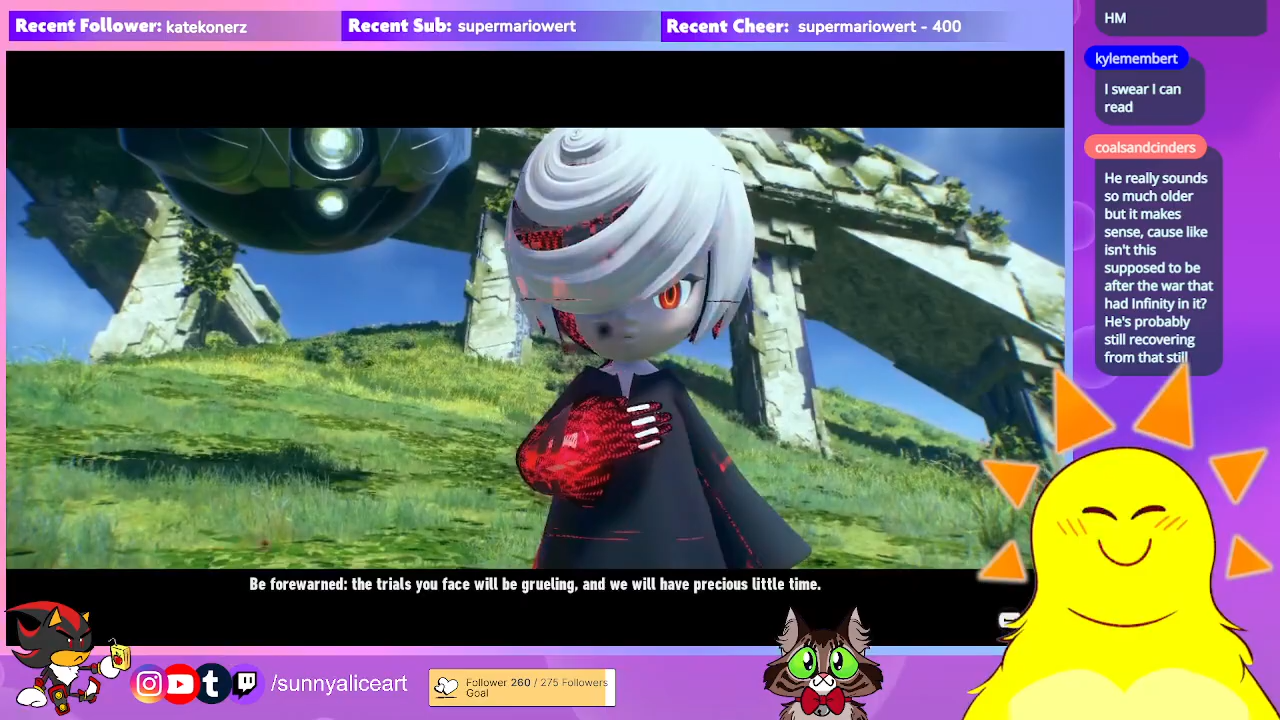 Recent Follower: katekonerz
Recent Sub: supermariowert
Recent Cheer: supermariowert - 400
HM
kylemembert
I swear I can
read
coalsandcinders
He really sounds
so much older
but it makes
sense, cause like
isn't this
supposed to be
after the war that
had Infinity in it?
He's probably
still recovering
from that still
Be forewarned: the trials you face will be grueling, and we will have precious little time.
/sunnyaliceart
Follower 260 / 275 Followers
Goal